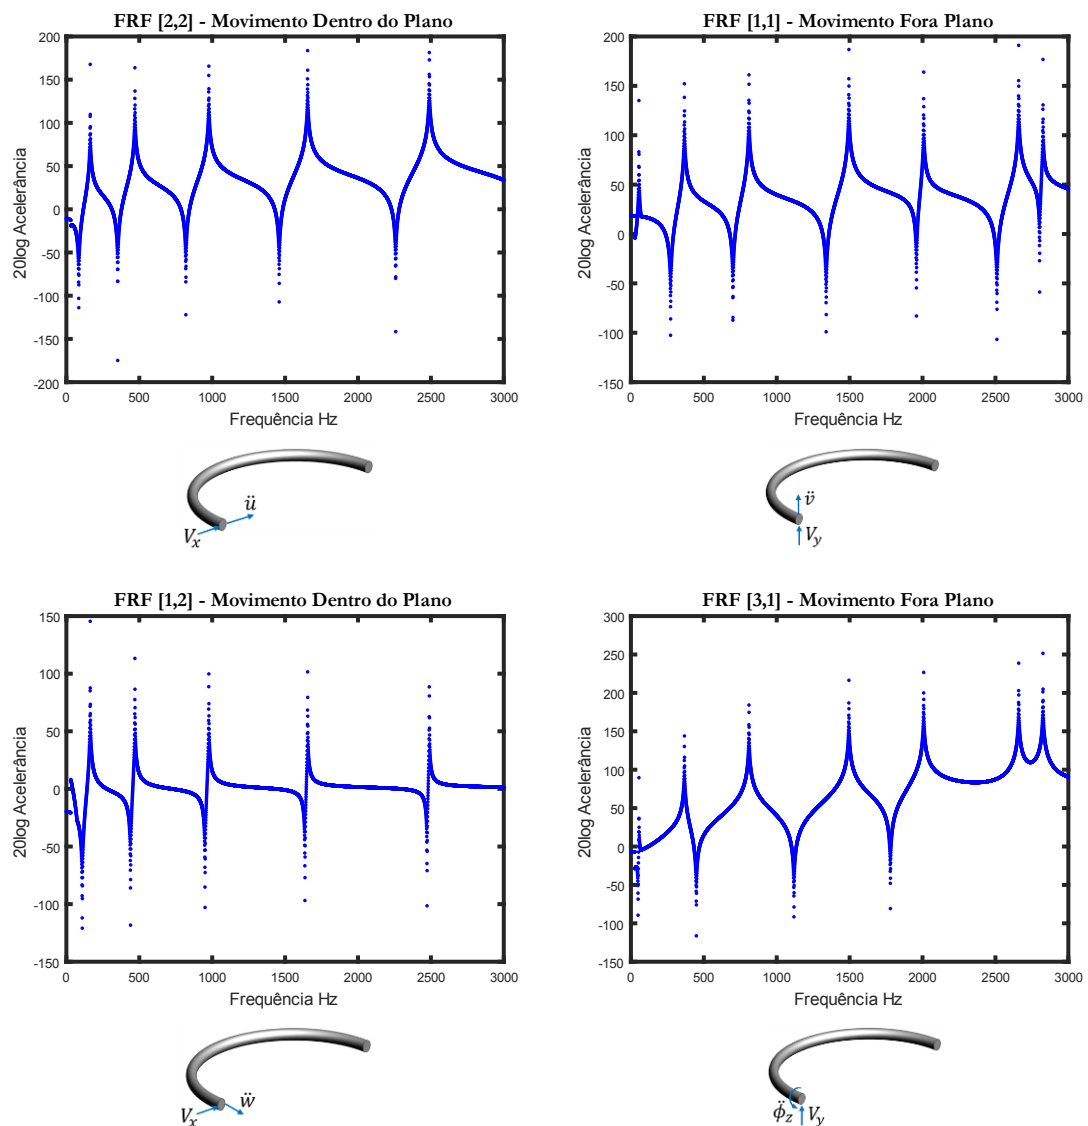 FRF [2,2] - Movimento Dentro do Plano
200
150
100
50
0
-50
-100
-150
-200
20log Acelerância
0 500 1000 1500 2000 2500 3000
Frequência Hz
V_x ü
FRF [1,1] - Movimento Fora Plano
200
150
100
50
0
-50
-100
-150
20log Acelerância
0 500 1000 1500 2000 2500 3000
Frequência Hz
v̈
V_y
FRF [1,2] - Movimento Dentro do Plano
150
100
50
0
-50
-100
-150
20log Acelerância
0 500 1000 1500 2000 2500 3000
Frequência Hz
V_x ẅ
FRF [3,1] - Movimento Fora Plano
300
250
200
150
100
50
0
-50
-100
-150
20log Acelerância
0 500 1000 1500 2000 2500 3000
Frequência Hz
ϕ̈_z V_y